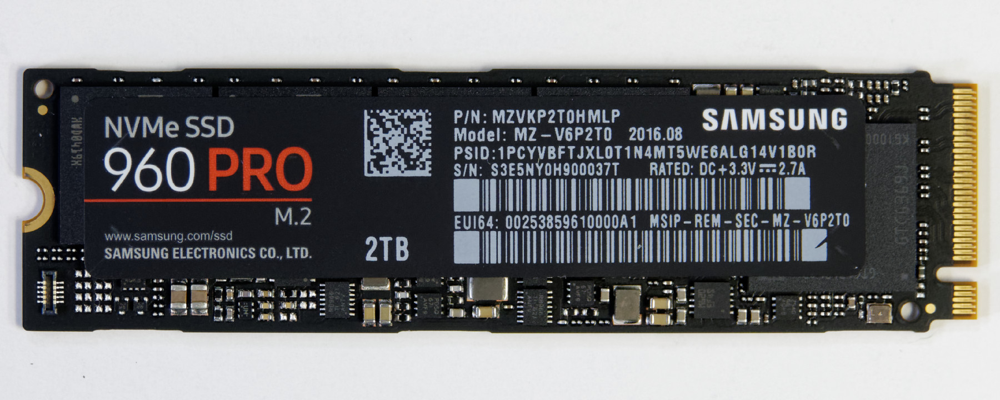 NVMe SSD
960 PRO
M.2
www.samsung.com/ssd
SAMSUNG ELECTRONICS CO., LTD.
2TB
SAMSUNG
P/N: MZVKP2T0HMLP
Model: MZ-V6P2T0 2016.08
PSID:1PCYVBFTJXL0T1N4MT5WE6ALG14V1B0R
S/N: S3E5NY0H900037T RATED: DC+3.3V⎓2.7A
EUI64: 00253859610000A1 MSIP-REM-SEC-MZ-V6P2T0